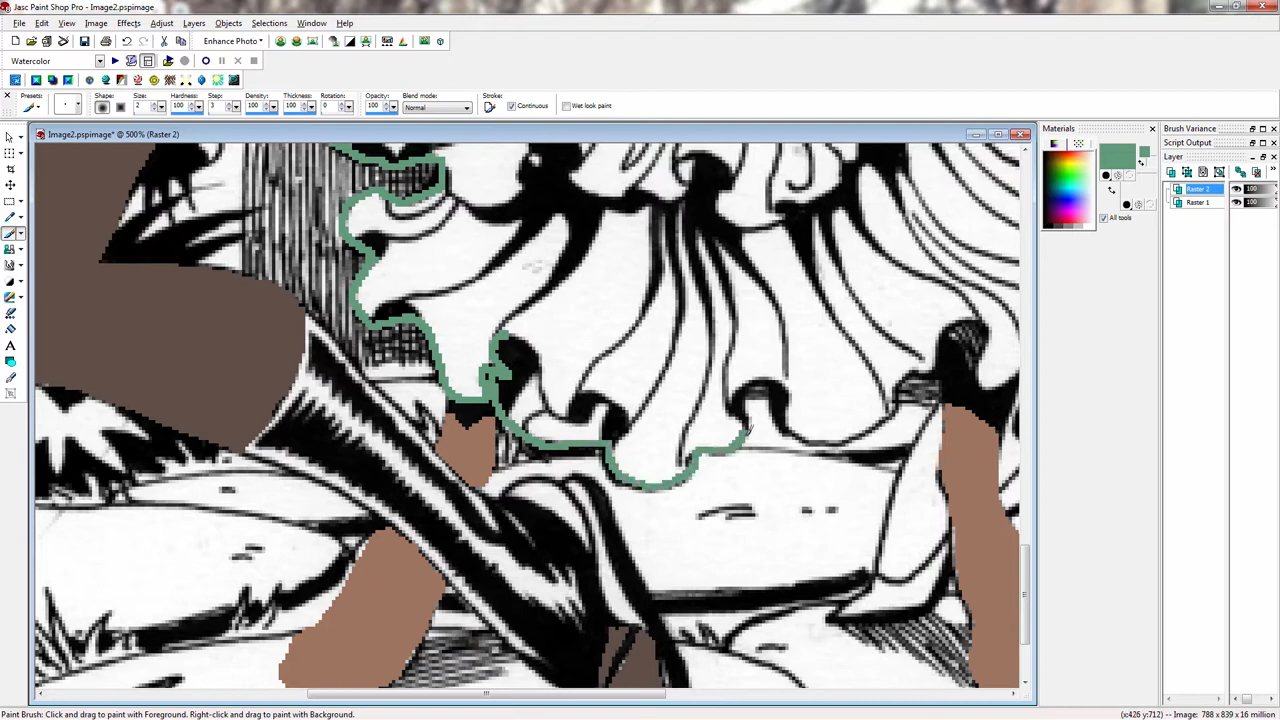 Jasc Paint Shop Pro - Image2.pspimage
File Edit View Image Effects Adjust Layers Objects Selections Window Help
Enhance Photo
Watercolor
Presets: Shape: Size: Hardness: Step: Density: Thickness: Rotation: Opacity: Blend mode: Stroke:
2 100 3 100 100 0 100 Normal Continuous Wet look paint
Image2.pspimage* @ 500% (Raster 2)
Materials
All tools
Brush Variance
Script Output
Layer
Raster 2 100
Raster 1 100
Paint Brush: Click and drag to paint with Foreground. Right-click and drag to paint with Background.
(x:426 y:712) -- Image: 788 x 839 x 16 million